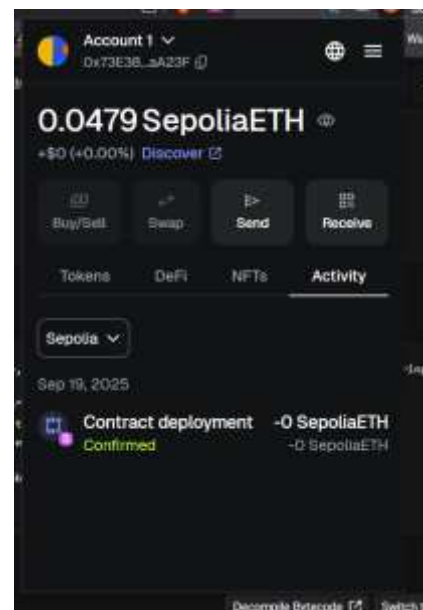 Account 1
0x73E36...aA23F
0.0479 SepoliaETH
+$0 (+0.00%) Discover
Buy/Sell
Swap
Send
Receive
Tokens
DeFi
NFTs
Activity
Sepolia
Sep 19, 2025
Contract deployment -0 SepoliaETH
Confirmed -0 SepoliaETH
Decompile Bytecode